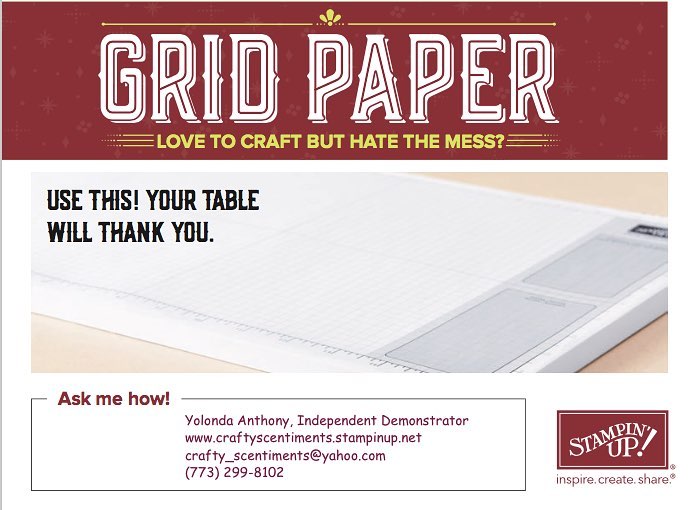 GRID PAPER
LOVE TO CRAFT BUT HATE THE MESS?
USE THIS! YOUR TABLE
WILL THANK YOU.
Ask me how!
Yolonda Anthony, Independent Demonstrator
www.craftyscentiments.stampinup.net
crafty_scentiments@yahoo.com
(773) 299-8102
STAMPIN' UP!®
inspire. create. share.®